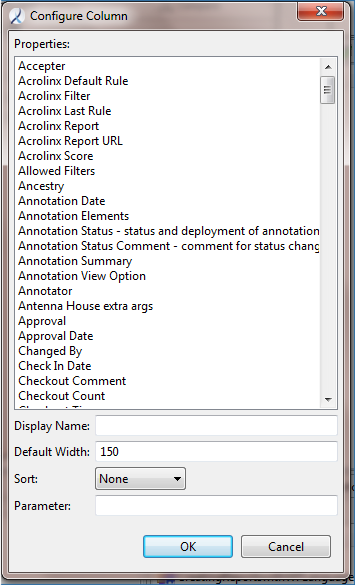 Configure Column
Properties:
Accepter
Acrolinx Default Rule
Acrolinx Filter
Acrolinx Last Rule
Acrolinx Report
Acrolinx Report URL
Acrolinx Score
Allowed Filters
Ancestry
Annotation Date
Annotation Elements
Annotation Status - status and deployment of annotation
Annotation Status Comment - comment for status chang
Annotation Summary
Annotation View Option
Annotator
Antenna House extra args
Approval
Approval Date
Changed By
Check In Date
Checkout Comment
Checkout Count
Display Name:
Default Width: 150
Sort: None
Parameter:
OK Cancel